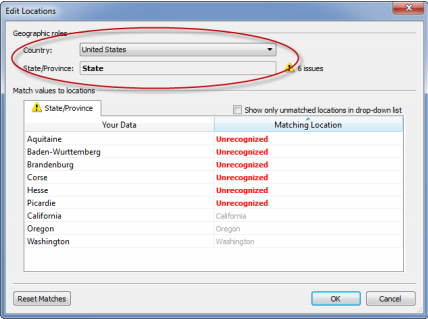 Edit Locations
Geographic roles
Country: United States
State/Province: State 6 issues
Match values to locations
State/Province Show only unmatched locations in drop-down list
Your Data Matching Location
Aquitaine Unrecognized
Baden-Wurttemberg Unrecognized
Brandenburg Unrecognized
Corse Unrecognized
Hesse Unrecognized
Picardie Unrecognized
California California
Oregon Oregon
Washington Washington
Reset Matches OK Cancel